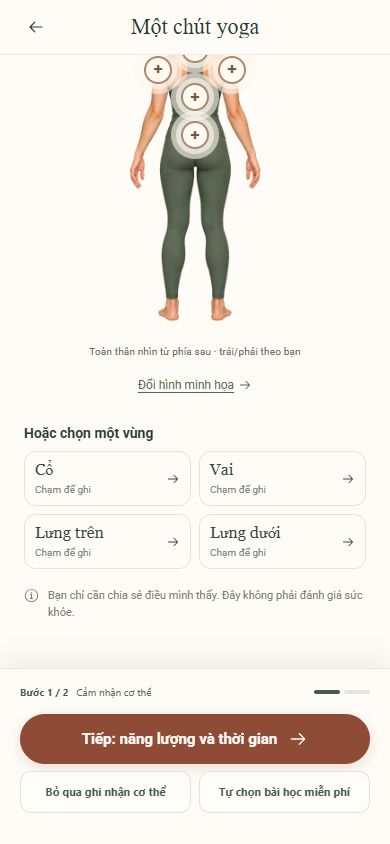 Một chút yoga
Toàn thân nhìn từ phía sau · trái/phải theo bạn
Đổi hình minh họa →
Hoặc chọn một vùng
Cổ
Chạm để ghi
Vai
Chạm để ghi
Lưng trên
Chạm để ghi
Lưng dưới
Chạm để ghi
Bạn chỉ cần chia sẻ điều mình thấy. Đây không phải đánh giá sức
khỏe.
Bước 1 / 2 Cảm nhận cơ thể
Tiếp: năng lượng và thời gian →
Bỏ qua ghi nhận cơ thể
Tự chọn bài học miễn phí